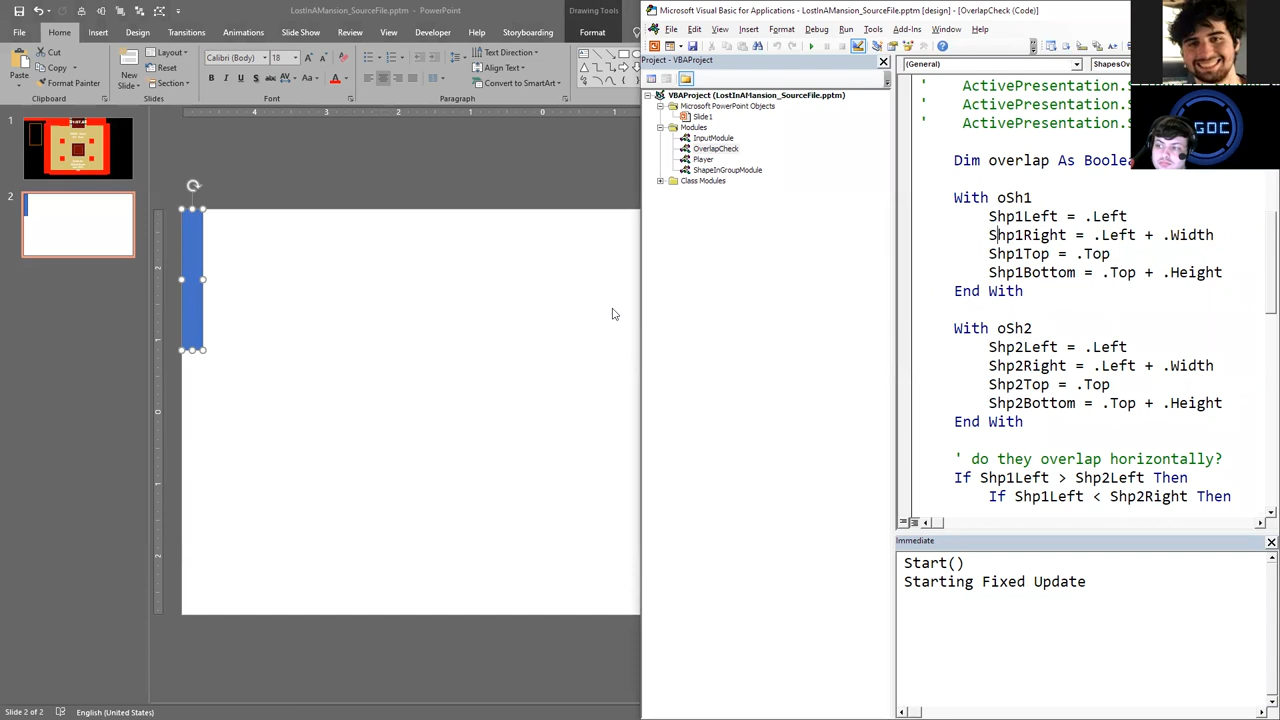 LostInAMansion_SourceFile.pptm - PowerPoint
Drawing Tools
File Home Insert Design Transitions Animations Slide Show Review View Developer Help Storyboarding Format
Paste
Cut
Copy
Format Painter
Clipboard
New Slide
Layout
Reset
Section
Slides
Calibri (Body) 18
Font
Paragraph
Text Direction
Align Text
Convert to SmartArt
1
2
English (United States)
Slide 2 of 2
Microsoft Visual Basic for Applications - LostInAMansion_SourceFile.pptm [design] - [OverlapCheck (Code)]
File Edit View Insert Format Debug Run Tools Add-Ins Window Help
Project - VBAProject
VBAProject (LostInAMansion_SourceFile.pptm)
Microsoft PowerPoint Objects
Slide1
Modules
InputModule
OverlapCheck
Player
ShapeInGroupModule
Class Modules
(General)
ShapesOve
' ActivePresentation.S
' ActivePresentation.S
' ActivePresentation.S
Dim overlap As Boolea
With oSh1
Shp1Left = .Left
Shp1Right = .Left + .Width
Shp1Top = .Top
Shp1Bottom = .Top + .Height
End With
With oSh2
Shp2Left = .Left
Shp2Right = .Left + .Width
Shp2Top = .Top
Shp2Bottom = .Top + .Height
End With
' do they overlap horizontally?
If Shp1Left > Shp2Left Then
If Shp1Left < Shp2Right Then
Immediate
Start()
Starting Fixed Update
GDC